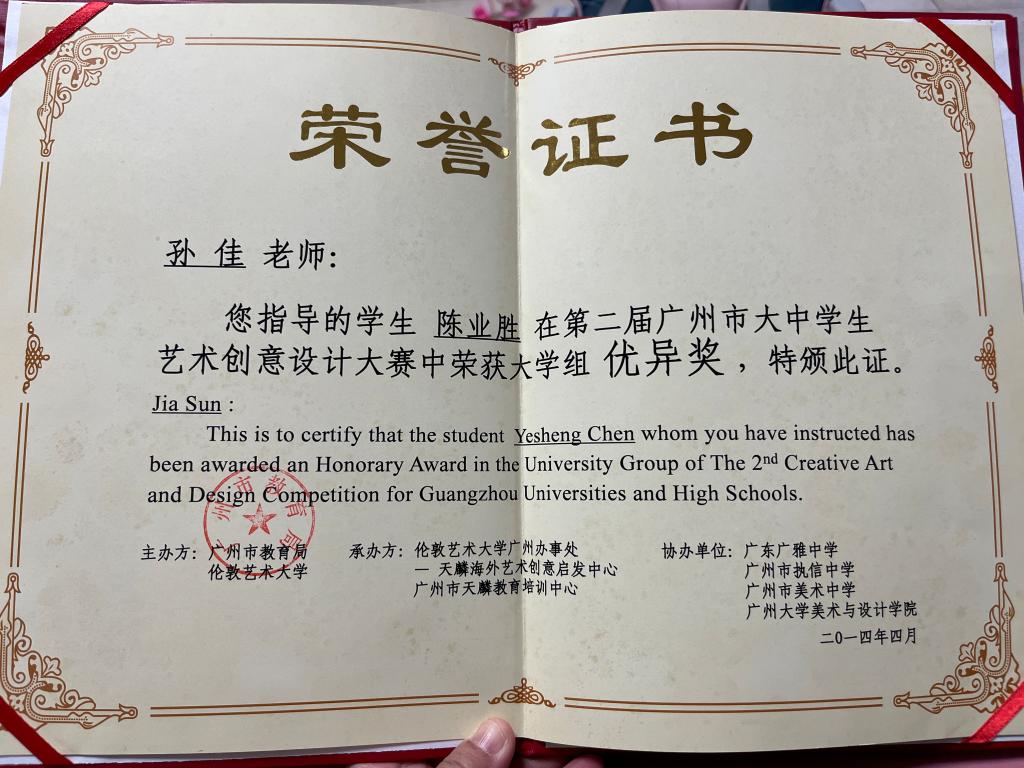 荣誉证书
孙佳 老师：
您指导的学生 陈业胜 在第二届广州市大中学生
艺术创意设计大赛中荣获大学组 优异奖，特颁此证。
Jia Sun :
This is to certify that the student Yesheng Chen whom you have instructed has
been awarded an Honorary Award in the University Group of The 2nd Creative Art
and Design Competition for Guangzhou Universities and High Schools.
广州市教育局
主办方：广州市教育局
伦敦艺术大学
承办方：伦敦艺术大学广州办事处
— 天麟海外艺术创意启发中心
广州市天麟教育培训中心
协办单位：广东广雅中学
广州市执信中学
广州市美术中学
广州大学美术与设计学院
二〇一四年四月